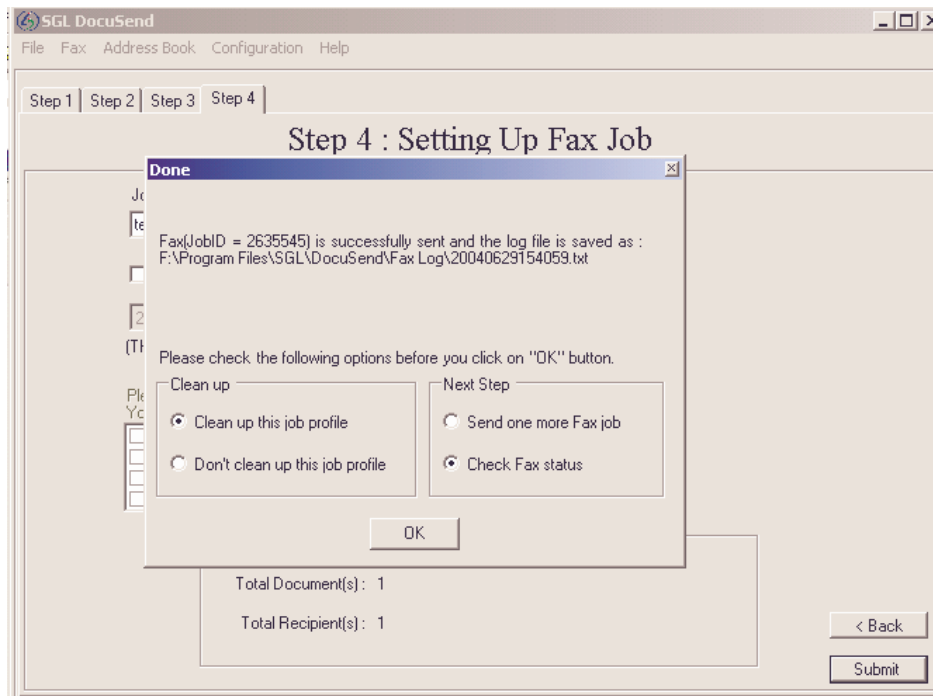 SGL DocuSend
File Fax Address Book Configuration Help
Step 1 Step 2 Step 3 Step 4
Step 4 : Setting Up Fax Job
Done
Fax(JobID = 2635545) is successfully sent and the log file is saved as :
F:\Program Files\SGL\DocuSend\Fax Log\20040629154059.txt
Please check the following options before you click on "OK" button.
Clean up
Clean up this job profile
Don't clean up this job profile
Next Step
Send one more Fax job
Check Fax status
OK
Total Document(s) : 1
Total Recipient(s) : 1
< Back
Submit